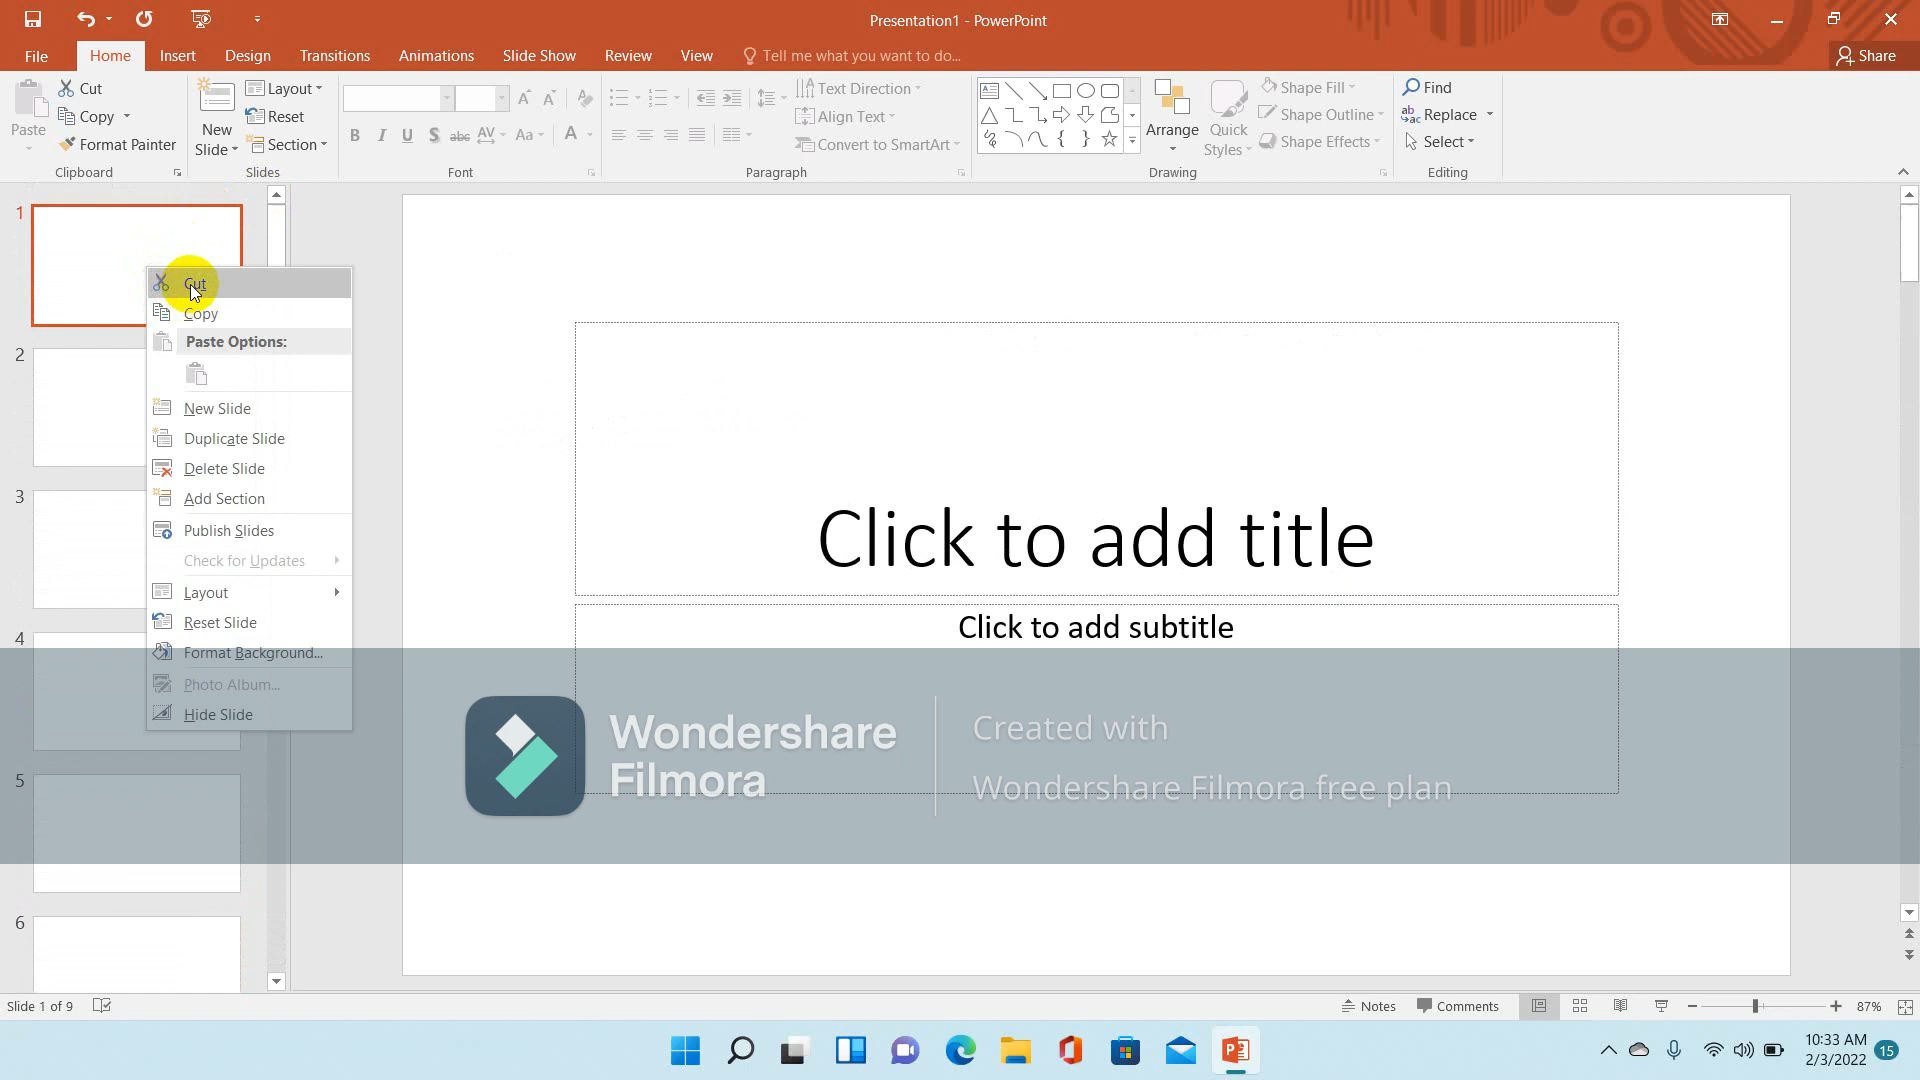 Presentation1 - PowerPoint
File Home Insert Design Transitions Animations Slide Show Review View Tell me what you want to do... Share
Paste
Cut
Copy
Format Painter
Clipboard
New Slide
Layout
Reset
Section
Slides
B I U S abc AV Aa A
Font
Text Direction
Align Text
Convert to SmartArt
Paragraph
Arrange
Quick Styles
Shape Fill
Shape Outline
Shape Effects
Drawing
Find
Replace
Select
Editing
1
2
3
4
5
6
Cut
Copy
Paste Options:
New Slide
Duplicate Slide
Delete Slide
Add Section
Publish Slides
Check for Updates
Layout
Reset Slide
Format Background...
Photo Album...
Hide Slide
Click to add title
Click to add subtitle
Wondershare
Filmora
Created with
Wondershare Filmora free plan
Slide 1 of 9 Notes Comments 87%
10:33 AM
2/3/2022 15